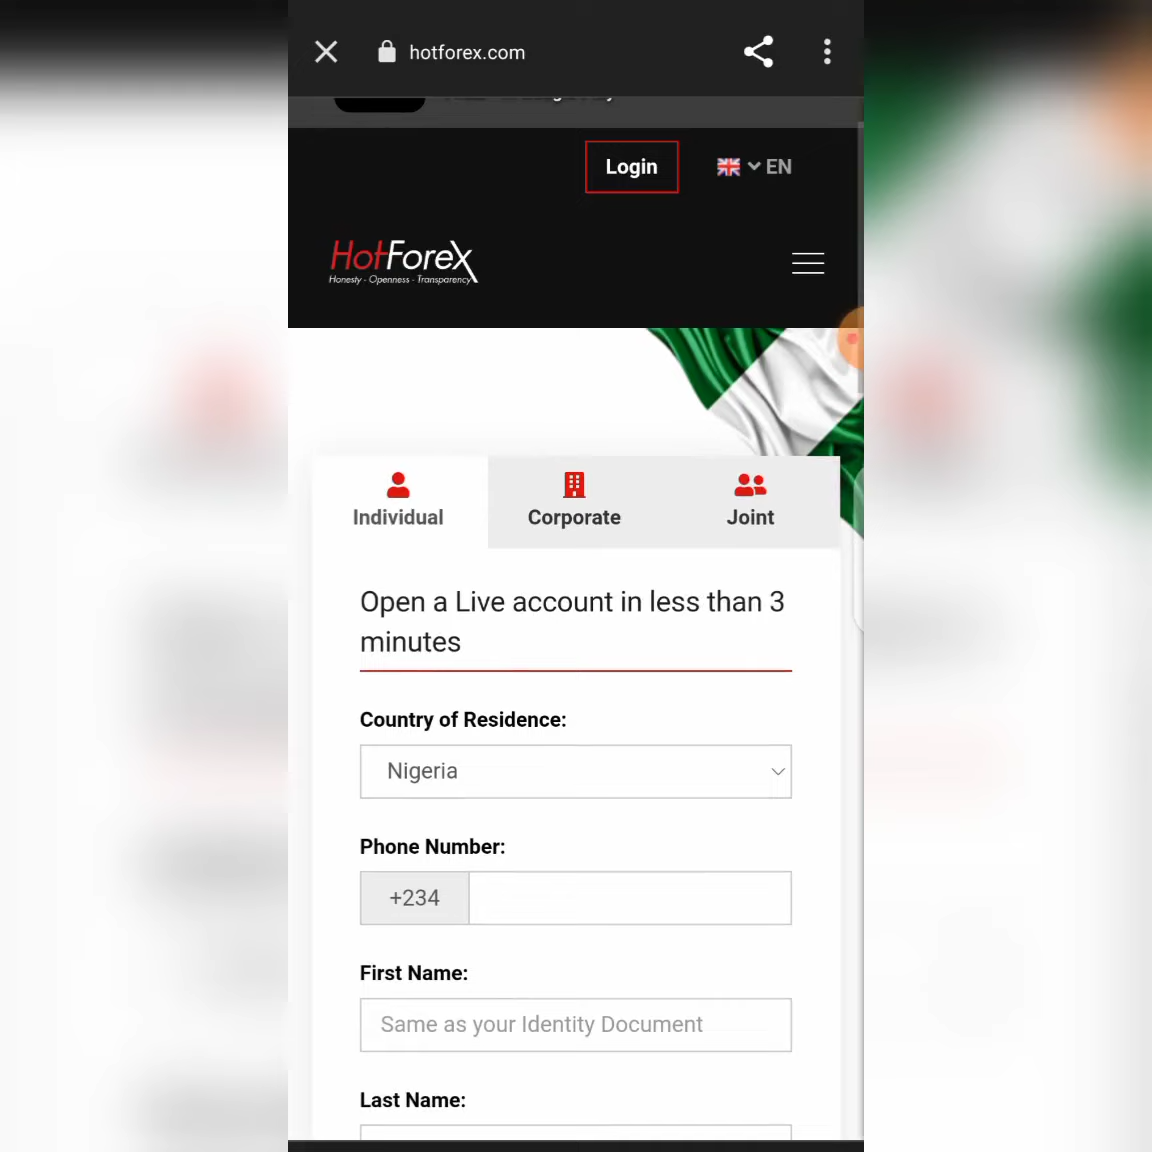 hotforex.com
Login
EN
HotForex
Honesty - Openness - Transparency
Individual
Corporate
Joint
Open a Live account in less than 3
minutes
Country of Residence:
Nigeria
Phone Number:
+234
First Name:
Same as your Identity Document
Last Name: